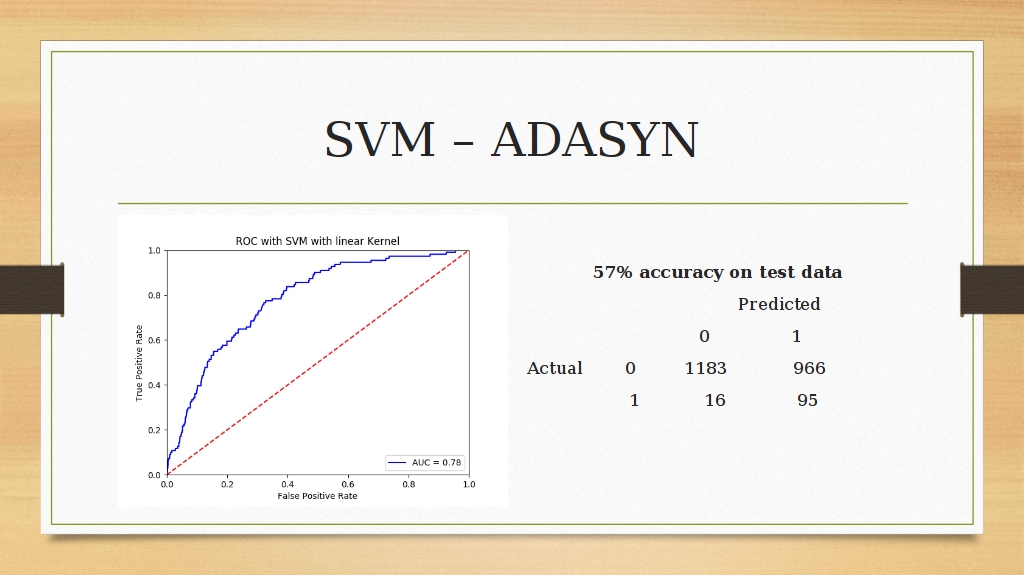 SVM – ADASYN
ROC with SVM with linear Kernel
1.0
0.8
0.6
0.4
0.2
0.0
True Positive Rate
0.0 0.2 0.4 0.6 0.8 1.0
False Positive Rate
AUC = 0.78
57% accuracy on test data
Predicted
0 1
Actual 0 1183 966
1 16 95